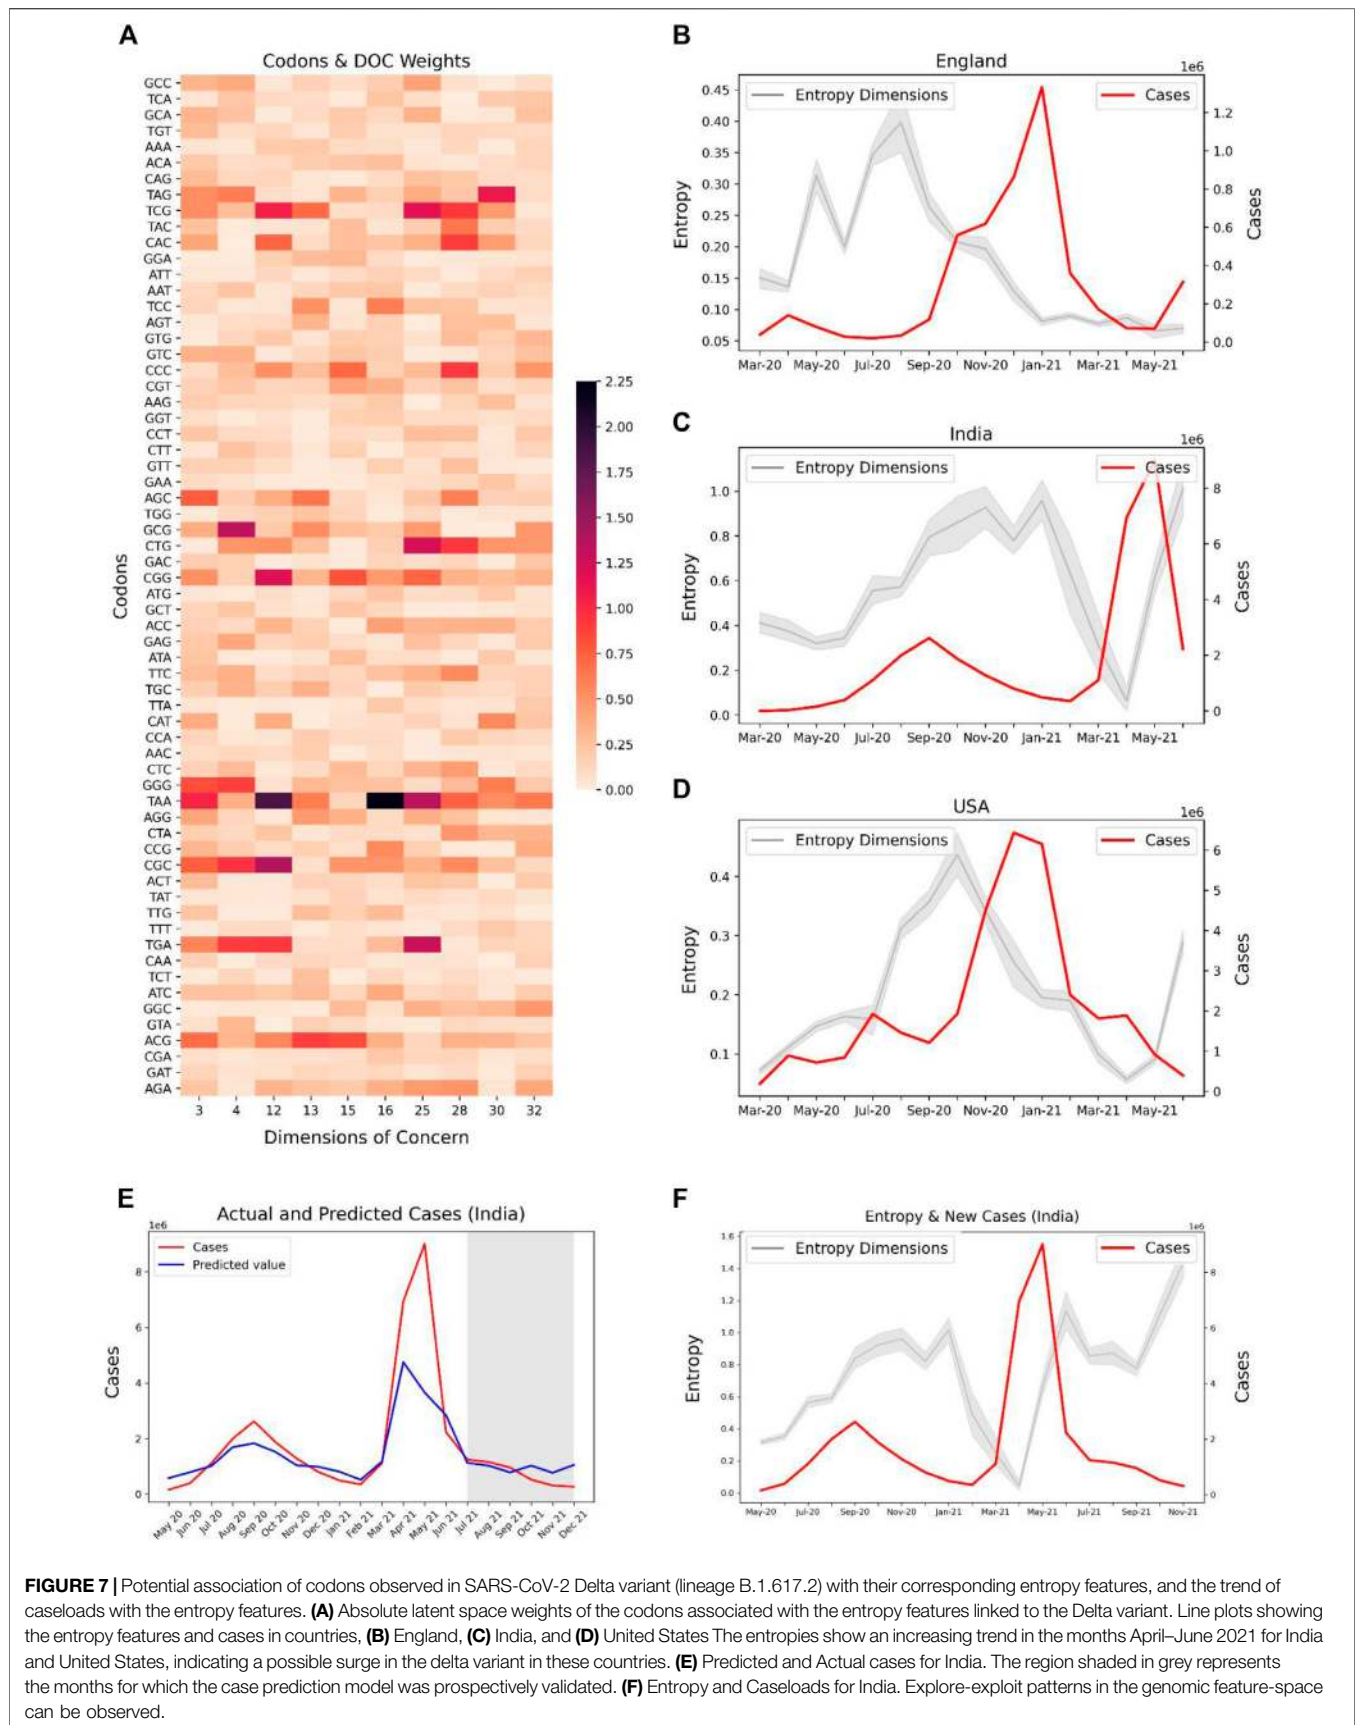 A
Codons & DOC Weights
Codons
GCC
TCA
GCA
TGT
AAA
ACA
CAG
TAG
TCG
TAC
CAC
GGA
ATT
AAT
TCC
AGT
GTG
GTC
CCC
CGT
AAG
GGT
CCT
CTT
GTT
GAA
AGC
TGG
GCG
CTG
GAC
CGG
ATG
GCT
ACC
GAG
ATA
TTC
TGC
TTA
CAT
CCA
AAC
CTC
GGG
TAA
AGG
CTA
CCG
CGC
ACT
TAT
TTG
TTT
TGA
CAA
TCT
ATC
GGC
GTA
ACG
CGA
GAT
AGA
3 4 12 13 15 16 25 28 30 32
Dimensions of Concern
2.25
2.00
1.75
1.50
1.25
1.00
0.75
0.50
0.25
0.00
B
England
1e6
Entropy Dimensions
Cases
Entropy
0.45
0.40
0.35
0.30
0.25
0.20
0.15
0.10
0.05
1.2
1.0
0.8
0.6
0.4
0.2
0.0
Cases
Mar-20 May-20 Jul-20 Sep-20 Nov-20 Jan-21 Mar-21 May-21
C
India
1e6
Entropy Dimensions
Cases
Entropy
1.0
0.8
0.6
0.4
0.2
0.0
8
6
4
2
0
Cases
Mar-20 May-20 Jul-20 Sep-20 Nov-20 Jan-21 Mar-21 May-21
D
USA
1e6
Entropy Dimensions
Cases
Entropy
0.4
0.3
0.2
0.1
6
5
4
3
2
1
0
Cases
Mar-20 May-20 Jul-20 Sep-20 Nov-20 Jan-21 Mar-21 May-21
E
Actual and Predicted Cases (India)
1e6
Cases
Predicted value
Cases
8
6
4
2
0
May 20 Jun 20 Jul 20 Aug 20 Sep 20 Oct 20 Nov 20 Dec 20 Jan 21 Feb 21 Mar 21 Apr 21 May 21 Jun 21 Jul 21 Aug 21 Sep 21 Oct 21 Nov 21 Dec 21
F
Entropy & New Cases (India)
1e6
Entropy Dimensions
Cases
Entropy
1.6
1.4
1.2
1.0
0.8
0.6
0.4
0.2
0.0
8
6
4
2
0
Cases
May-20 Jul-20 Sep-20 Nov-20 Jan-21 Mar-21 May-21 Jul-21 Sep-21 Nov-21
FIGURE 7 | Potential association of codons observed in SARS-CoV-2 Delta variant (lineage B.1.617.2) with their corresponding entropy features, and the trend of
caseloads with the entropy features. (A) Absolute latent space weights of the codons associated with the entropy features linked to the Delta variant. Line plots showing
the entropy features and cases in countries, (B) England, (C) India, and (D) United States The entropies show an increasing trend in the months April–June 2021 for India
and United States, indicating a possible surge in the delta variant in these countries. (E) Predicted and Actual cases for India. The region shaded in grey represents
the months for which the case prediction model was prospectively validated. (F) Entropy and Caseloads for India. Explore-exploit patterns in the genomic feature-space
can be observed.